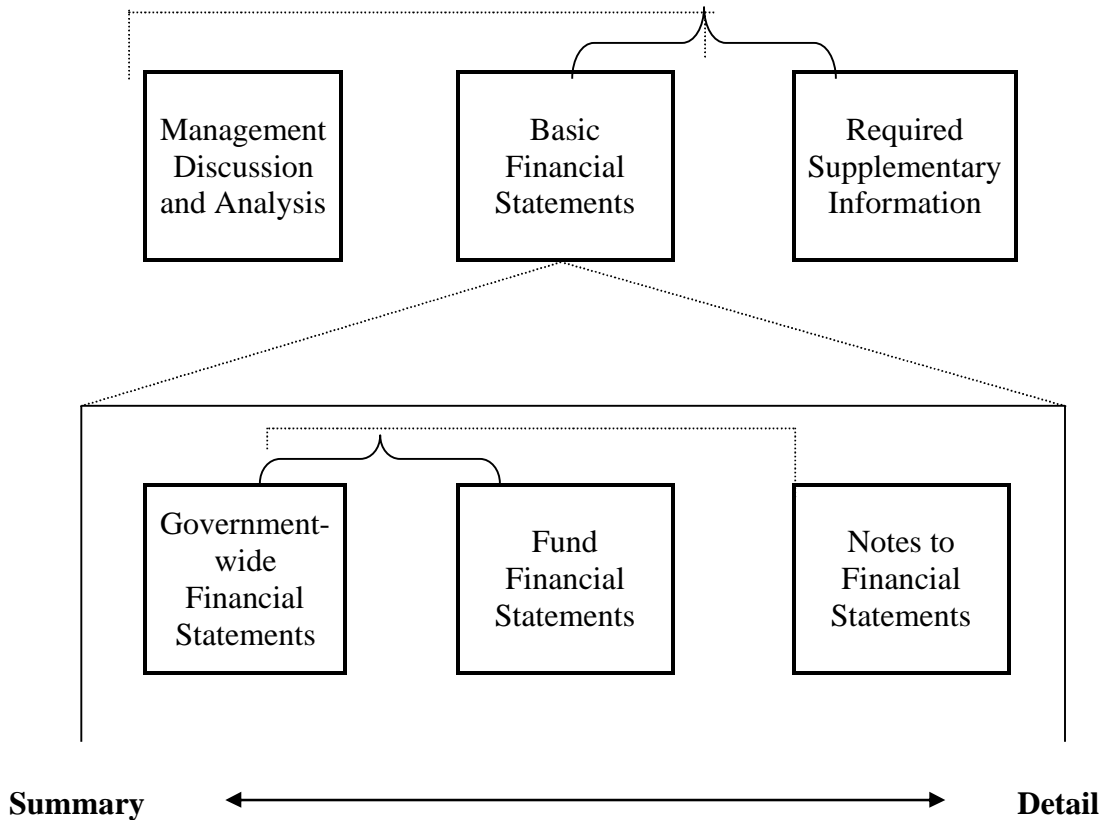 Management
Discussion
and Analysis
Basic
Financial
Statements
Required
Supplementary
Information
Government-
wide
Financial
Statements
Fund
Financial
Statements
Notes to
Financial
Statements
Summary
Detail